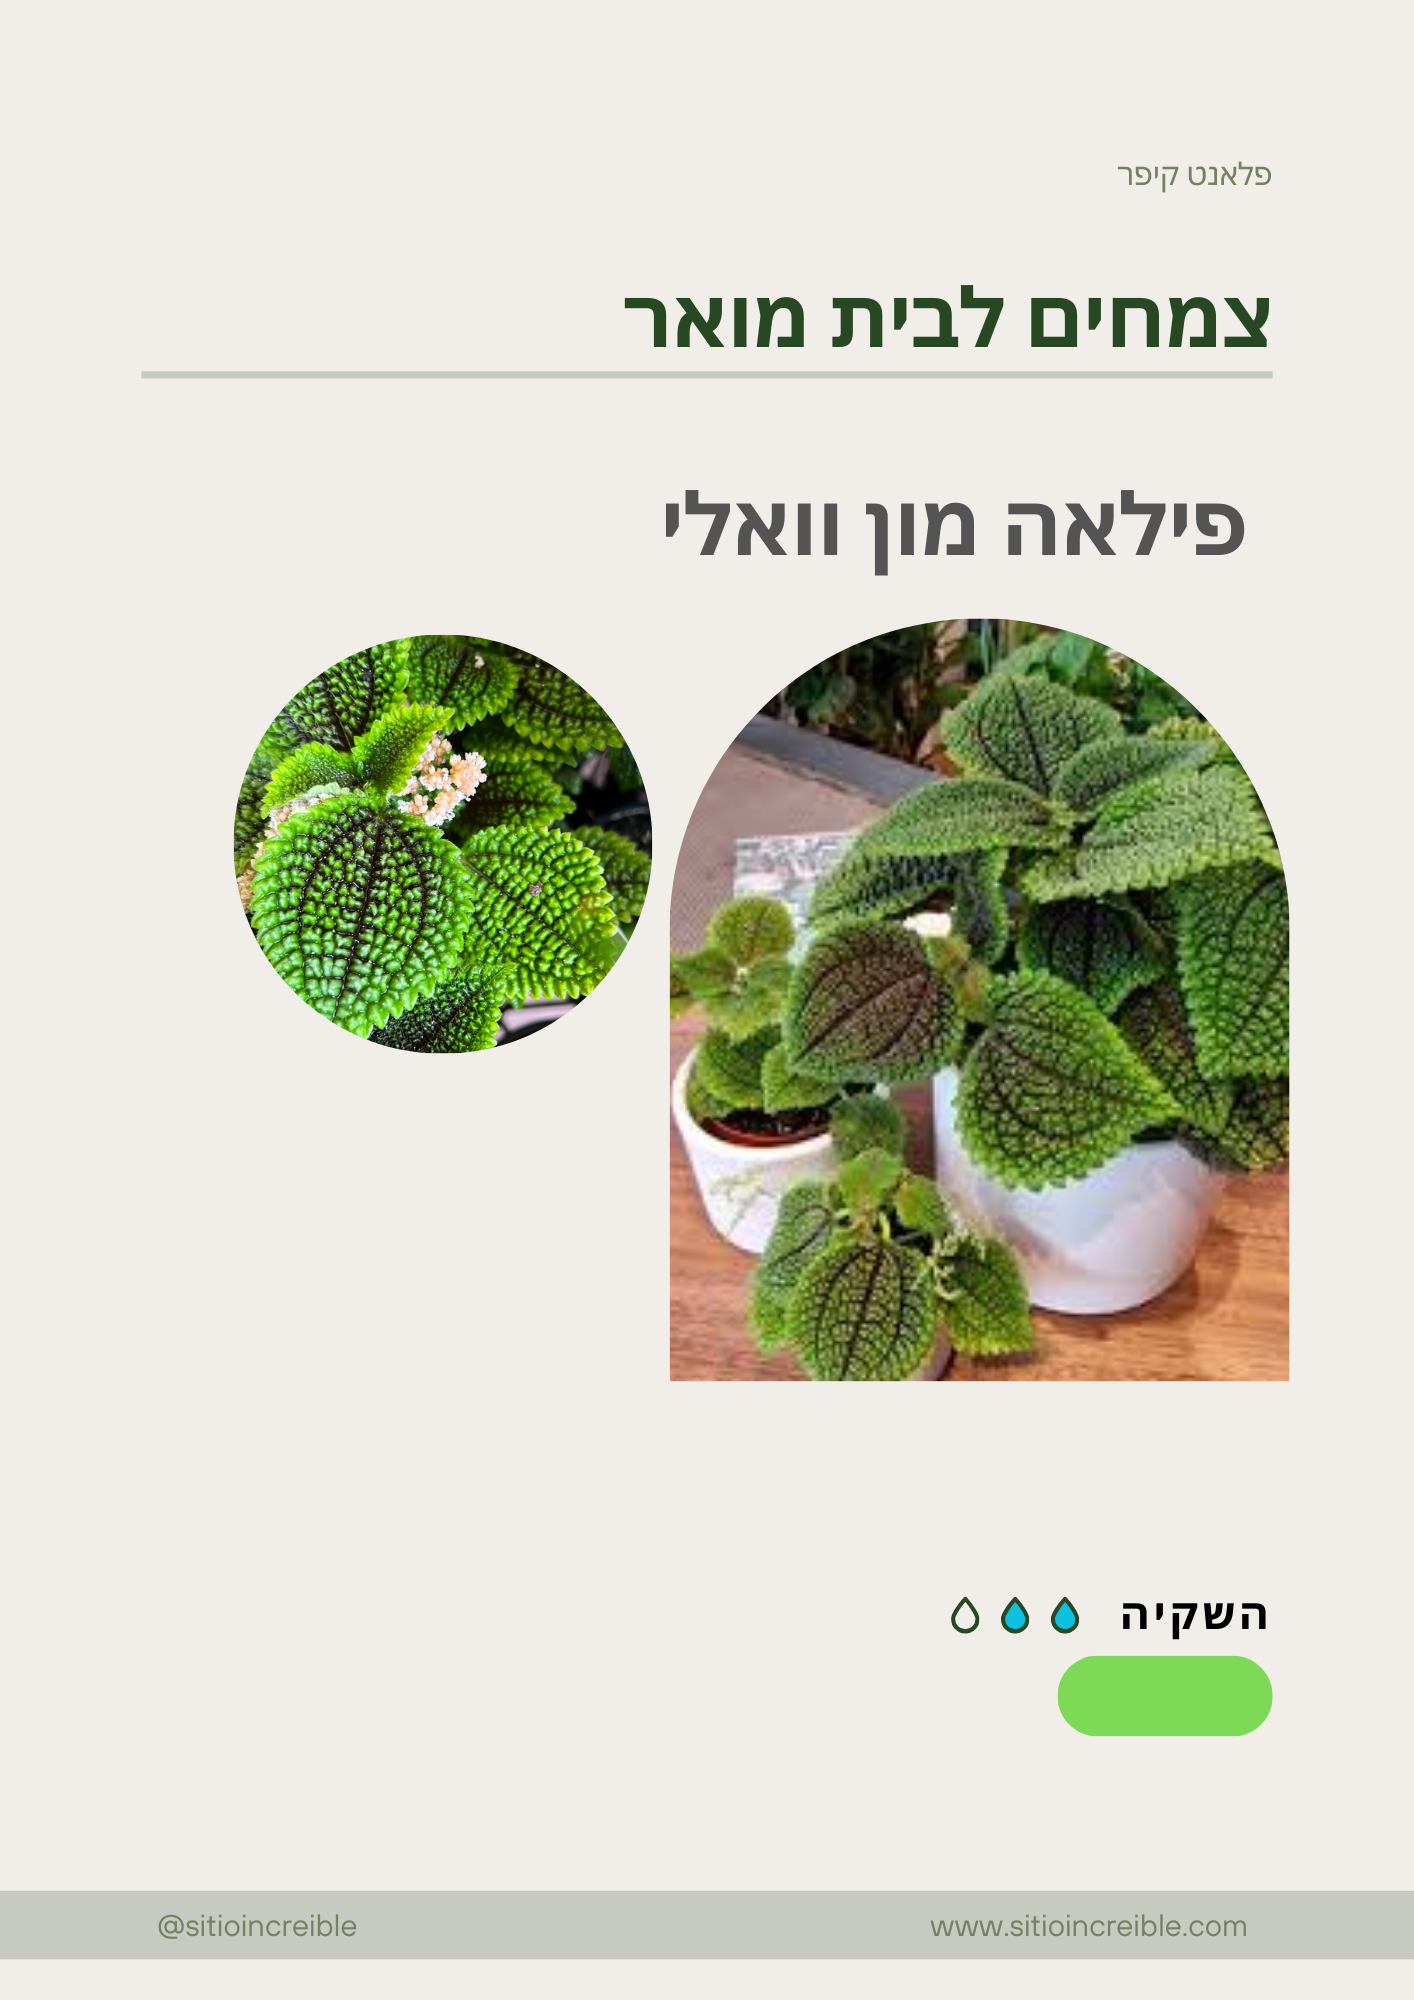 פלאנט קיפר
צמחים לבית מואר
פילאה מון וואלי
השקיה
@sitioincreible
www.sitioincreible.com